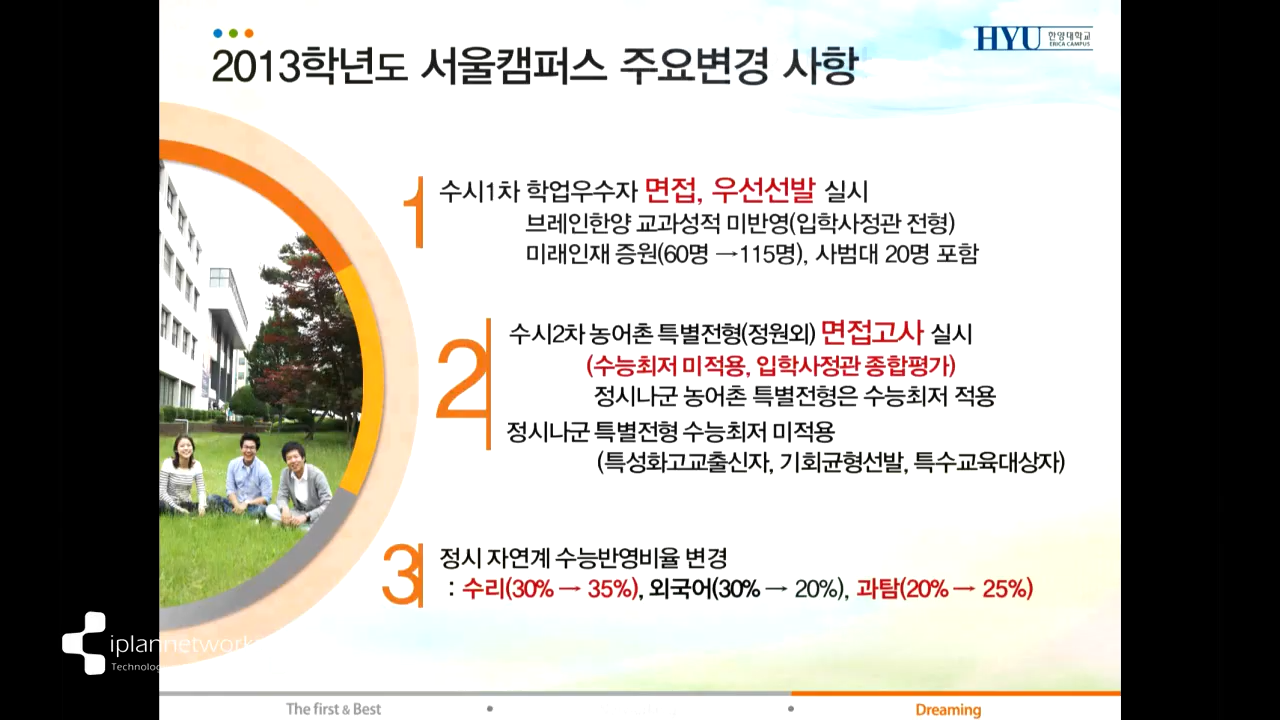 HYU 한양대학교
ERICA CAMPUS
2013학년도 서울캠퍼스 주요변경 사항
1 수시1차 학업우수자 면접, 우선선발 실시
브레인한양 교과성적 미반영(입학사정관 전형)
미래인재 증원(60명 →115명), 사범대 20명 포함
2 수시2차 농어촌 특별전형(정원외) 면접고사 실시
(수능최저 미적용, 입학사정관 종합평가)
정시나군 농어촌 특별전형은 수능최저 적용
정시나군 특별전형 수능최저 미적용
(특성화고교출신자, 기회균형선발, 특수교육대상자)
3 정시 자연계 수능반영비율 변경
: 수리(30% → 35%), 외국어(30% → 20%), 과탐(20% → 25%)
iplannetwork
Technolog
The first & Best • • Dreaming